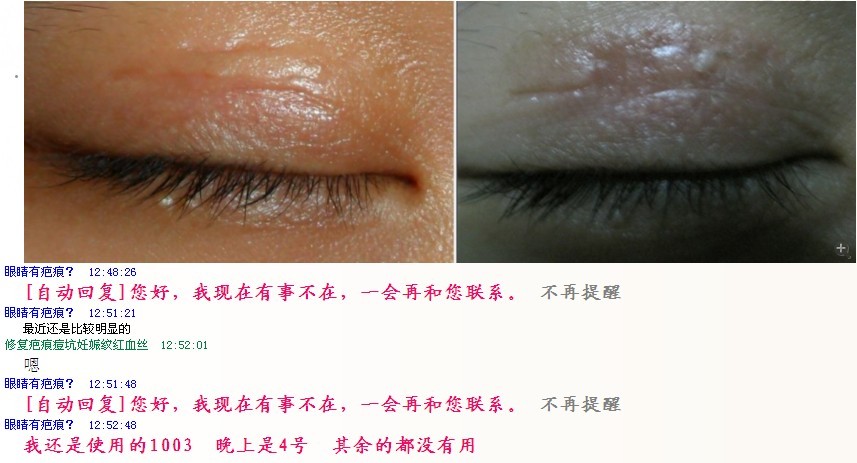 眼睛有疤痕？ 12:48:26
[自动回复]您好，我现在有事不在，一会再和您联系。 不再提醒
眼睛有疤痕？ 12:51:21
最近还是比较明显的
修复疤痕痘坑妊娠纹红血丝 12:52:01
嗯
眼睛有疤痕？ 12:51:48
[自动回复]您好，我现在有事不在，一会再和您联系。 不再提醒
眼睛有疤痕？ 12:52:48
我还是使用的1003 晚上是4号 其余的都没有用